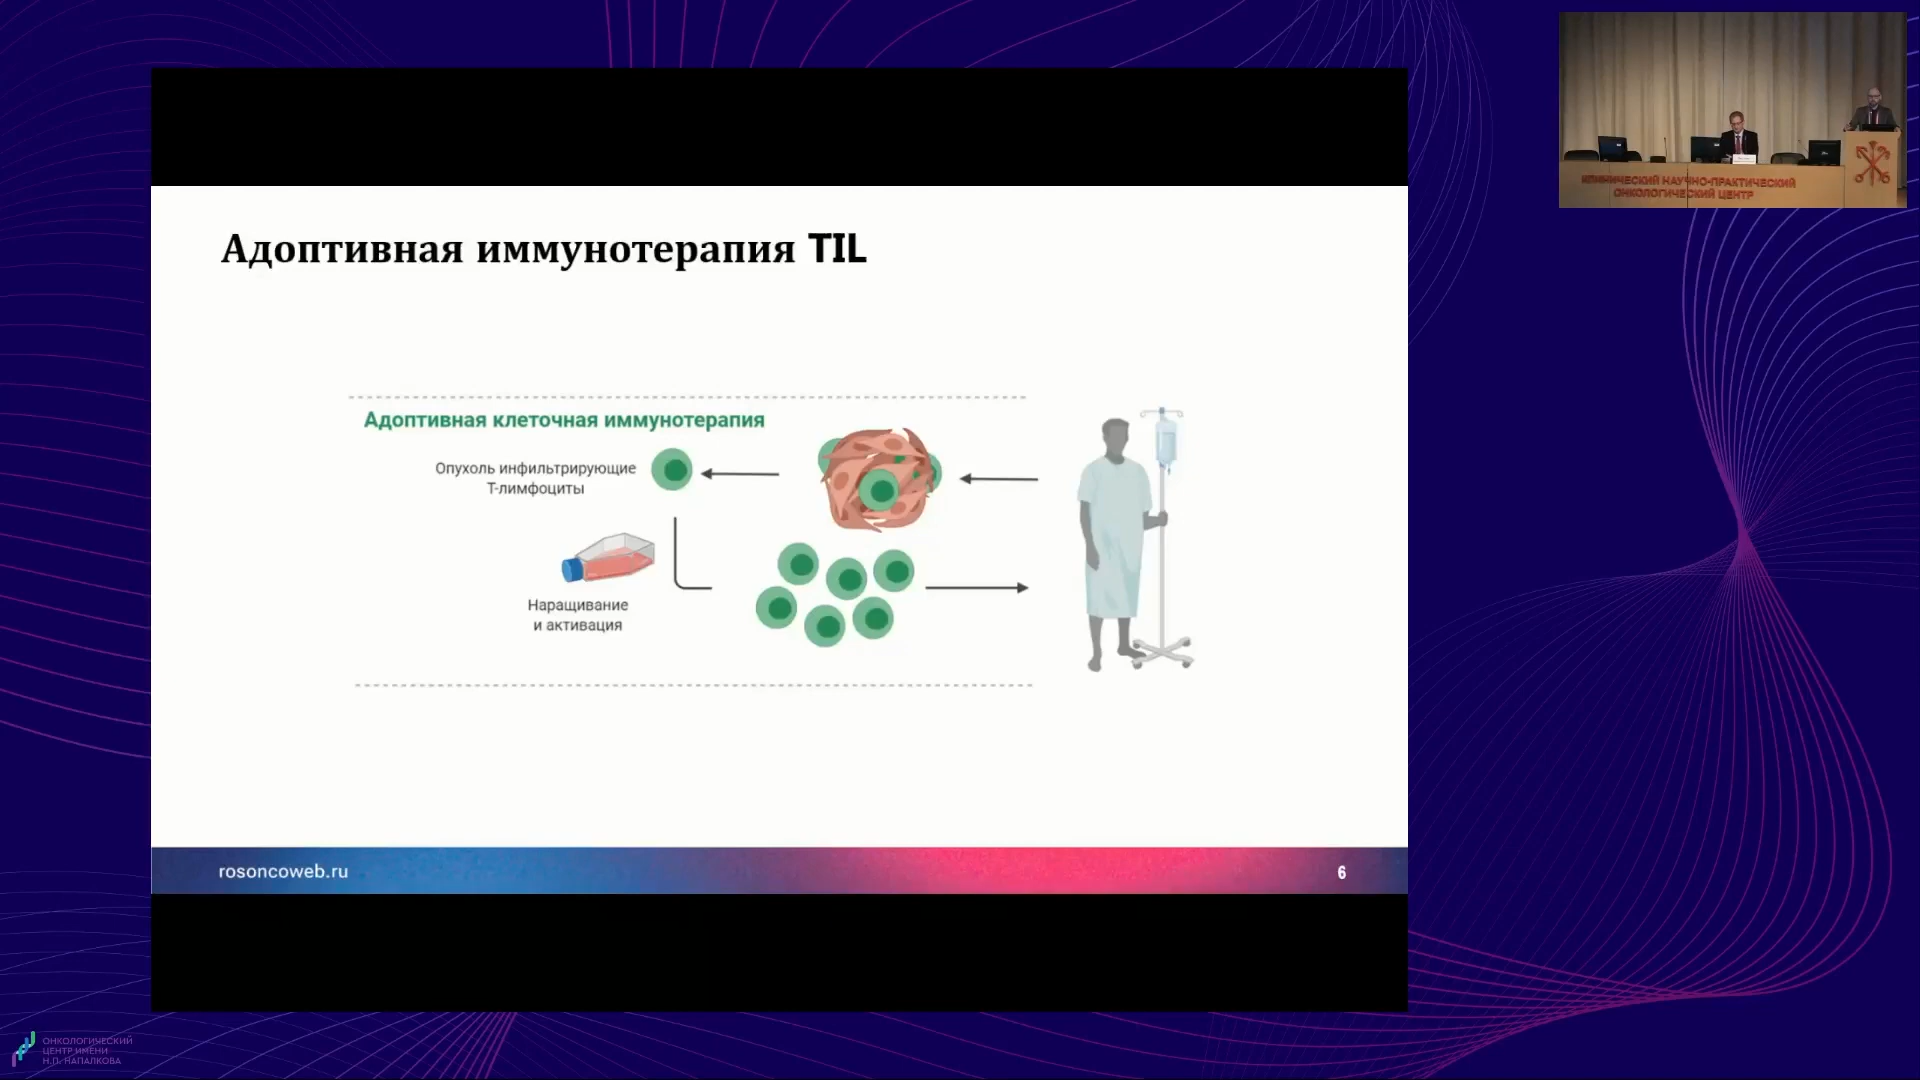 Адоптивная иммунотерапия TIL
Адоптивная клеточная иммунотерапия
Опухоль инфильтрирующие
Т-лимфоциты
Наращивание
и активация
rosoncoweb.ru
6
КЛИНИЧЕСКИЙ НАУЧНО-ПРАКТИЧЕСКИЙ
ОНКОЛОГИЧЕСКИЙ ЦЕНТР
ОНКОЛОГИЧЕСКИЙ
ЦЕНТР ИМЕНИ
Н.П. НАПАЛКОВА